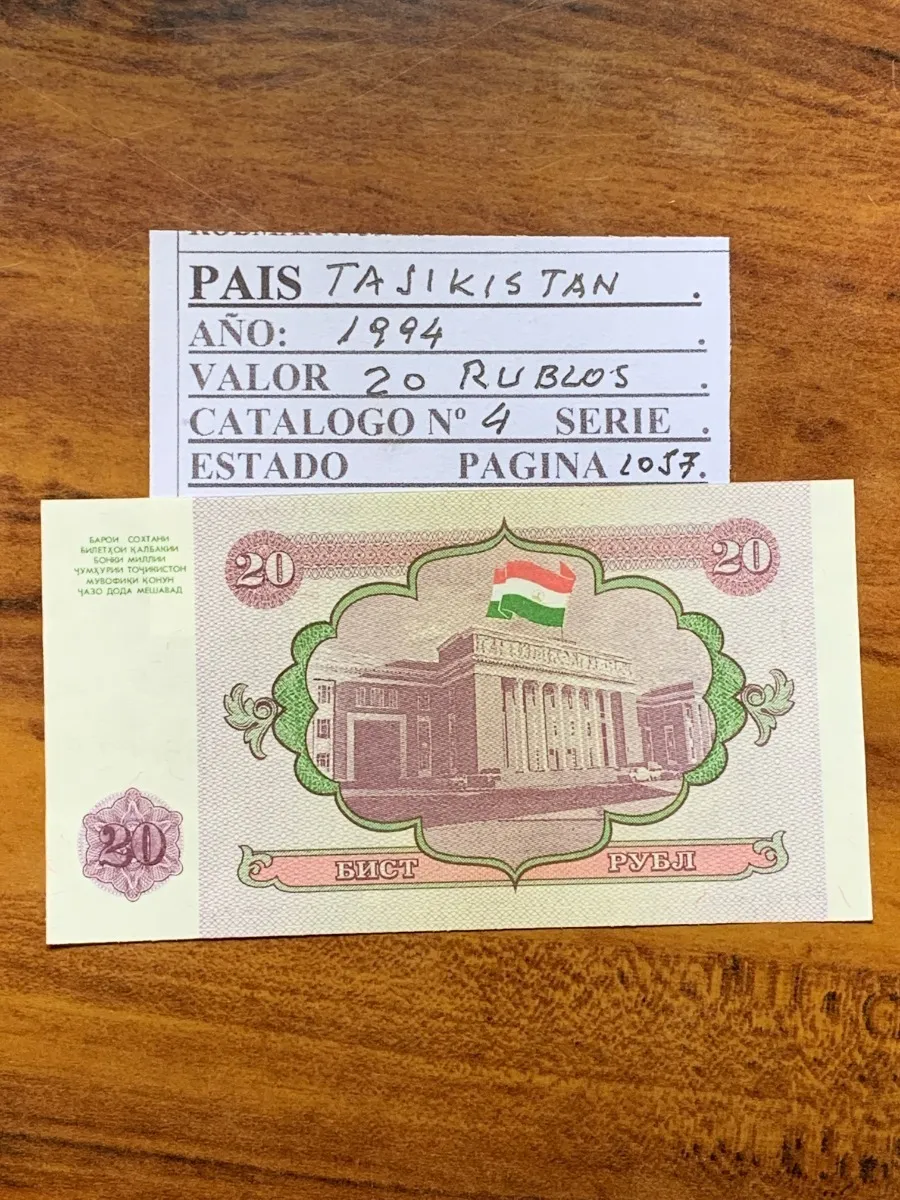 PAIS TAJIKISTAN .
AÑO: 1994 .
VALOR 20 RUBLOS .
CATALOGO Nº 4 SERIE .
ESTADO PAGINA 1057.
БАРОИ СОХТАНИ
БИЛЕТҲОИ ҚАЛБАКИИ
БОНКИ МИЛЛИИ
ҶУМҲУРИИ ТОҶИКИСТОН
МУВОФИҚИ ҚОНУН
ҶАЗО ДОДА МЕШАВАД
20
20
20
БИСТ РУБЛ